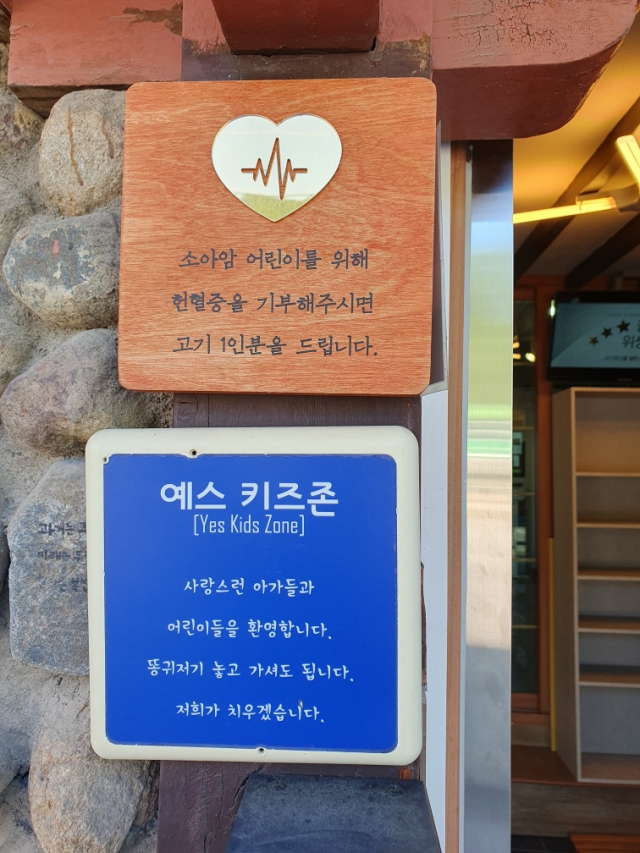 소아암 어린이를 위해
헌혈증을 기부해주시면
고기 1인분을 드립니다.
예스 키즈존
[Yes Kids Zone]
사랑스런 아가들과
어린이들을 환영합니다.
똥귀저기 놓고 가셔도 됩니다.
저희가 치우겠습니다.
위생